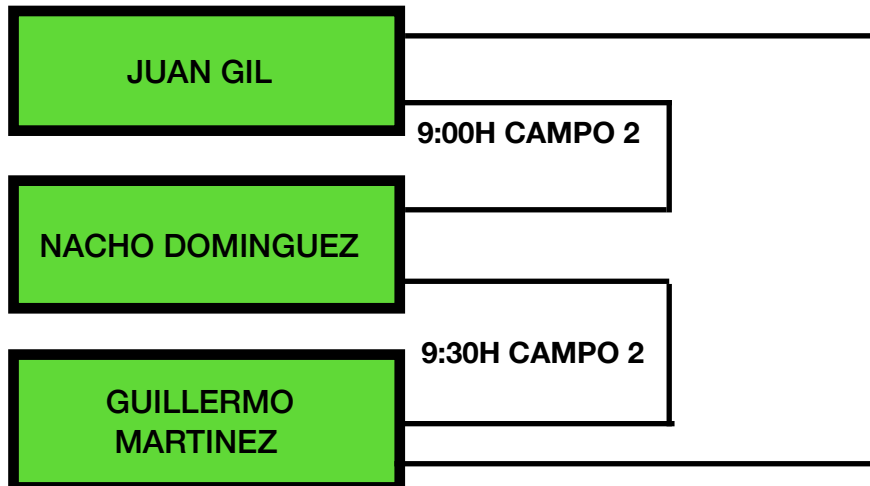 JUAN GIL
9:00H CAMPO 2
NACHO DOMINGUEZ
9:30H CAMPO 2
GUILLERMO
MARTINEZ